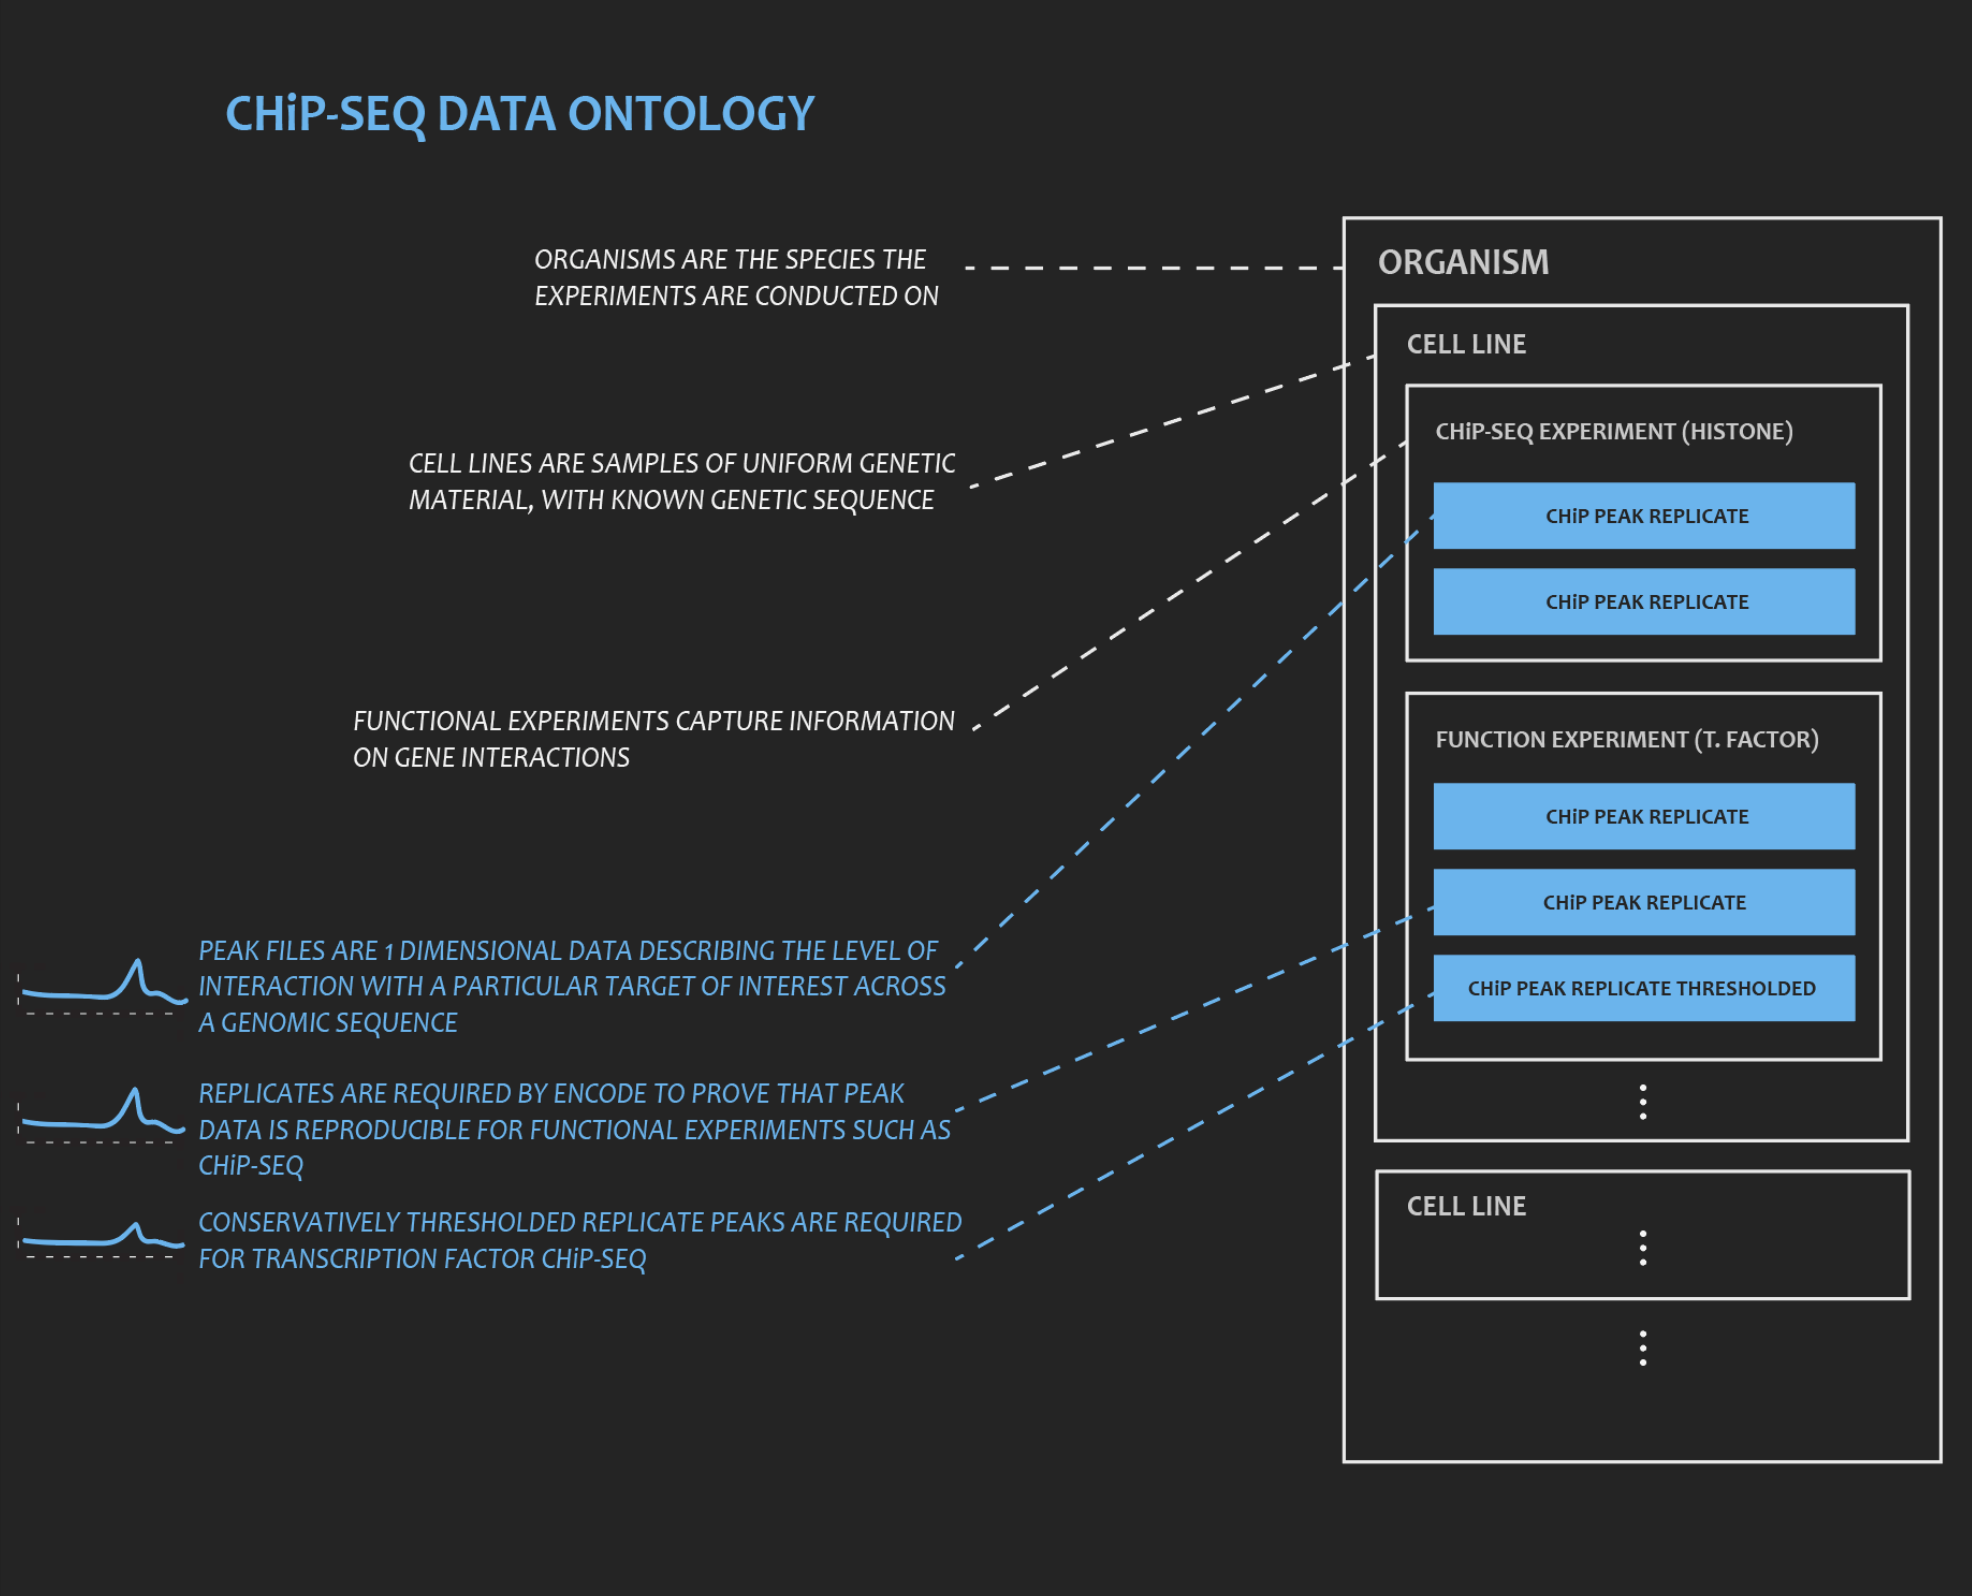 CHiP-SEQ DATA ONTOLOGY
ORGANISMS ARE THE SPECIES THE
EXPERIMENTS ARE CONDUCTED ON
CELL LINES ARE SAMPLES OF UNIFORM GENETIC
MATERIAL, WITH KNOWN GENETIC SEQUENCE
FUNCTIONAL EXPERIMENTS CAPTURE INFORMATION
ON GENE INTERACTIONS
PEAK FILES ARE 1 DIMENSIONAL DATA DESCRIBING THE LEVEL OF
INTERACTION WITH A PARTICULAR TARGET OF INTEREST ACROSS
A GENOMIC SEQUENCE
REPLICATES ARE REQUIRED BY ENCODE TO PROVE THAT PEAK
DATA IS REPRODUCIBLE FOR FUNCTIONAL EXPERIMENTS SUCH AS
CHiP-SEQ
CONSERVATIVELY THRESHOLDED REPLICATE PEAKS ARE REQUIRED
FOR TRANSCRIPTION FACTOR CHiP-SEQ
ORGANISM
CELL LINE
CHiP-SEQ EXPERIMENT (HISTONE)
CHiP PEAK REPLICATE
CHiP PEAK REPLICATE
FUNCTION EXPERIMENT (T. FACTOR)
CHiP PEAK REPLICATE
CHiP PEAK REPLICATE
CHiP PEAK REPLICATE THRESHOLDED
CELL LINE